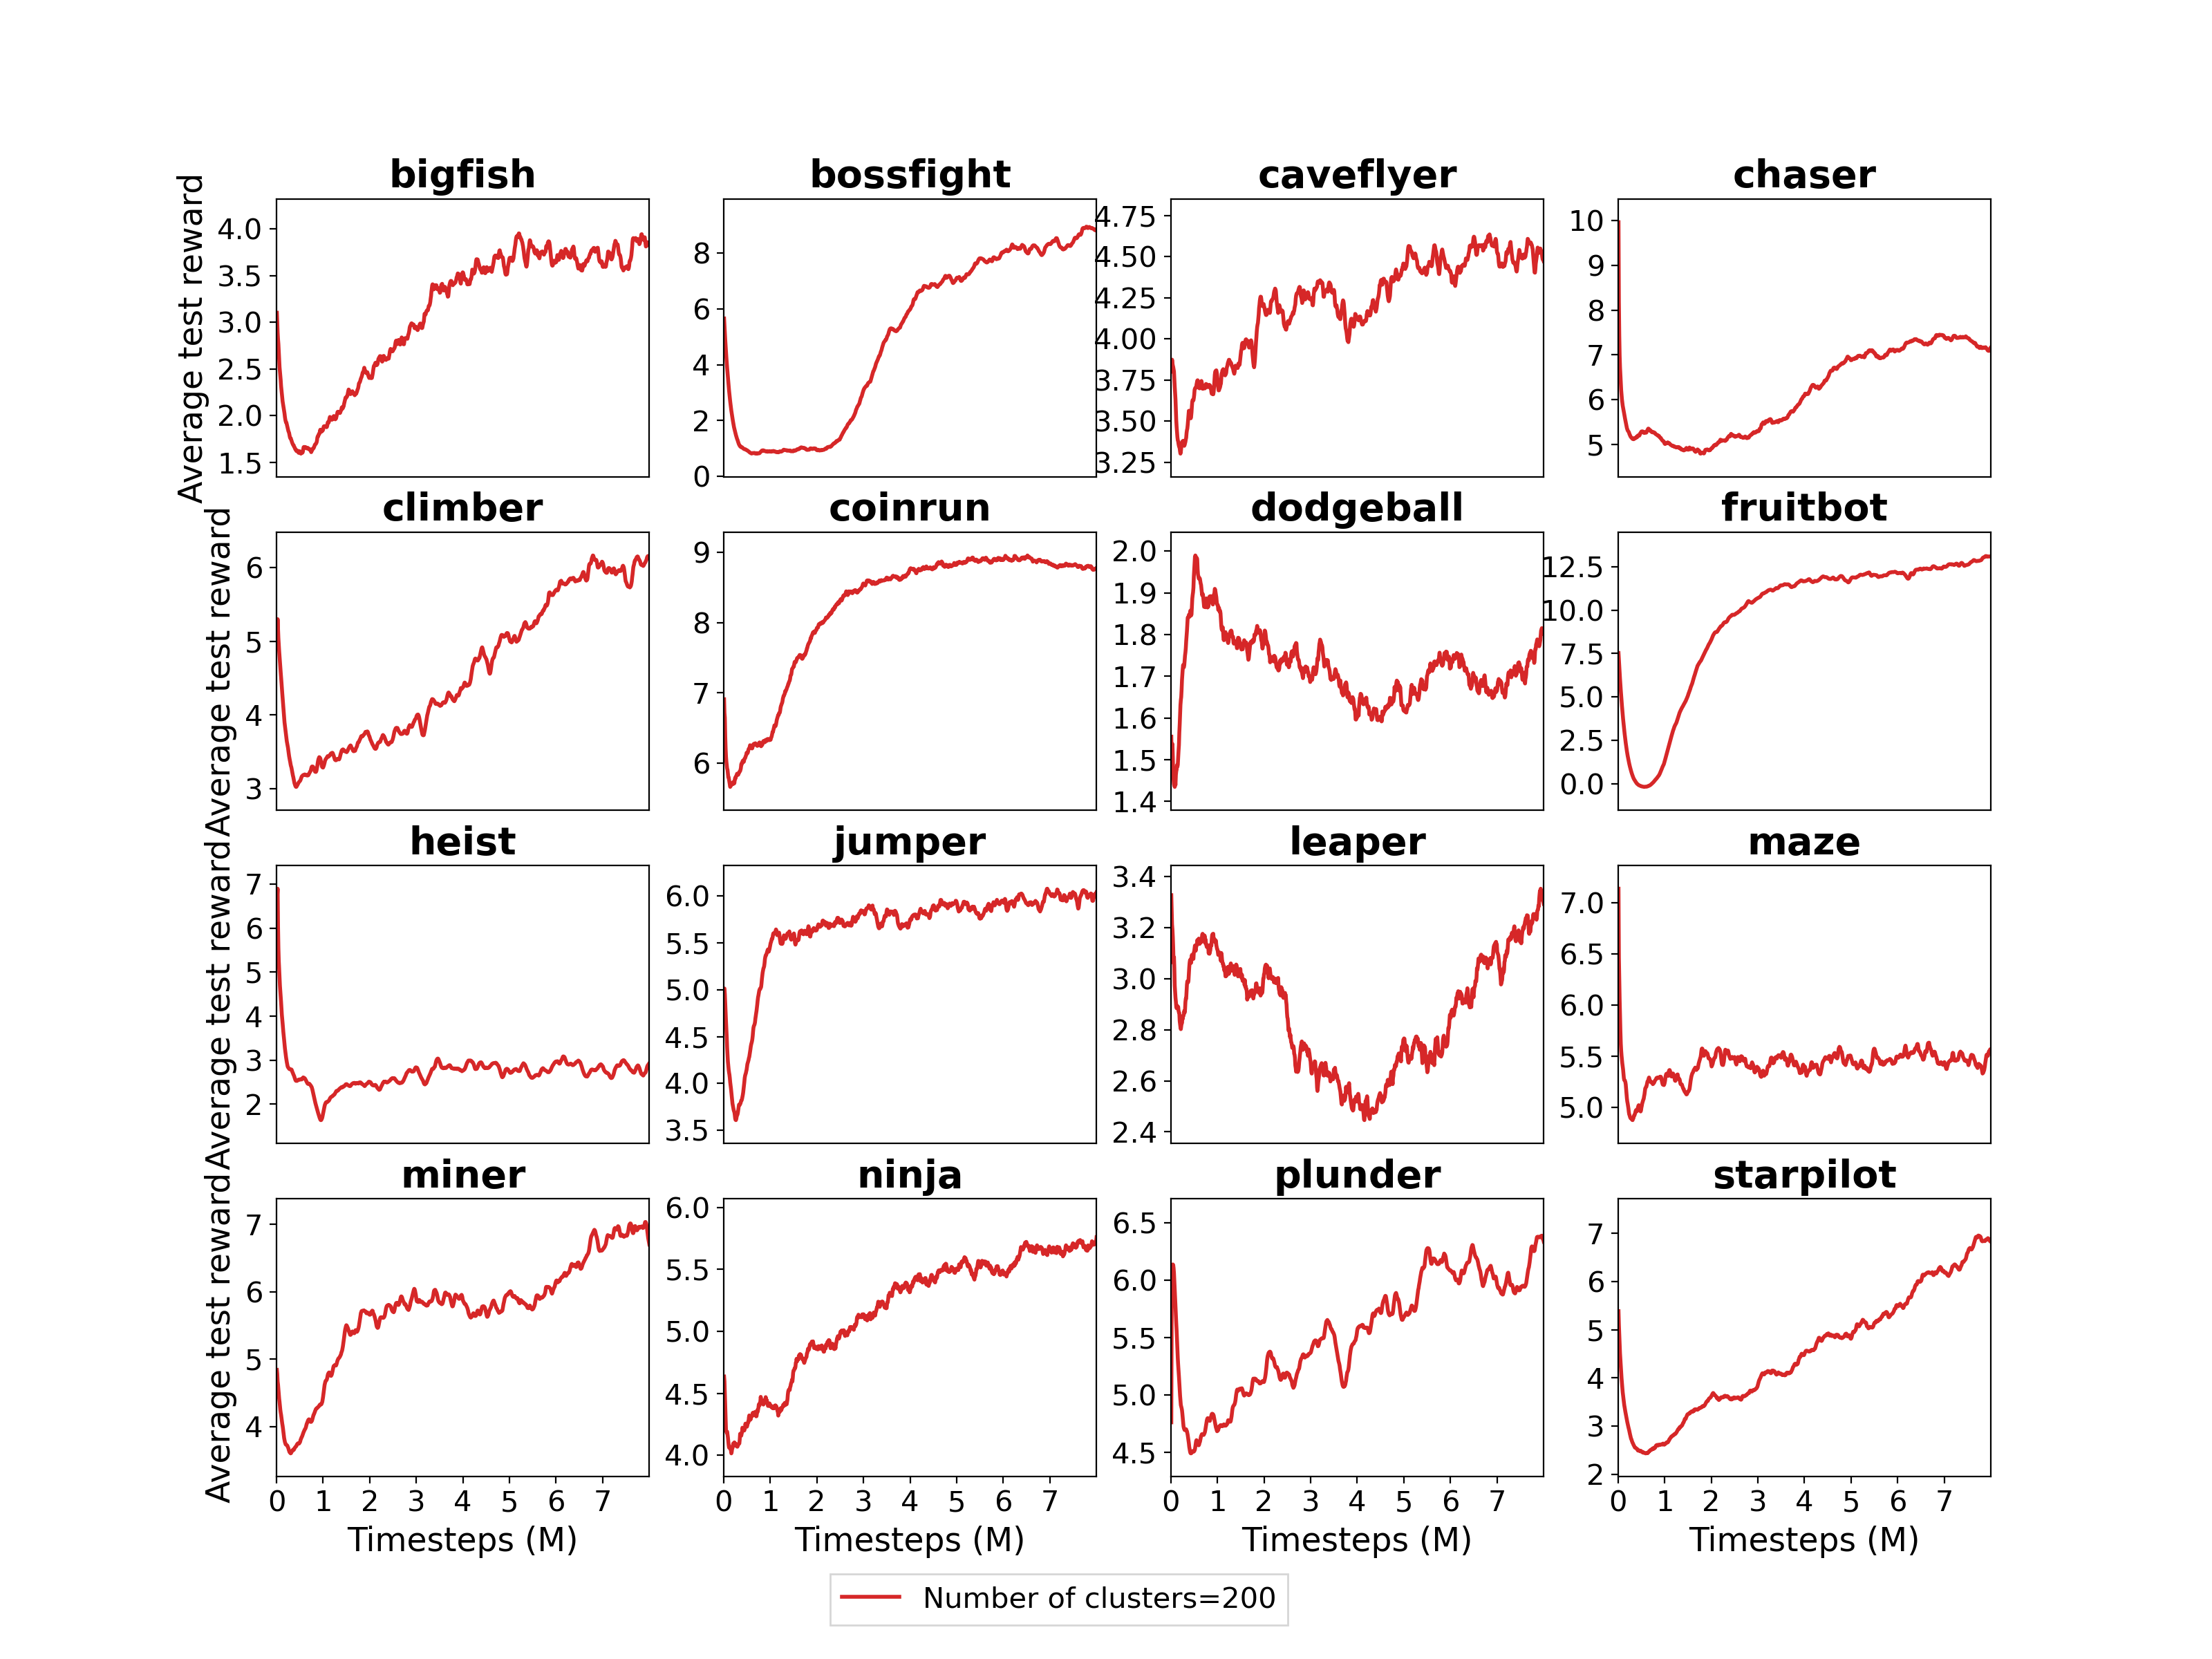 bigfish bossfight caveflyer chaser
Average test reward
4.0 3.5 3.0 2.5 2.0 1.5
8 6 4 2 0
4.75 4.50 4.25 4.00 3.75 3.50 3.25
10 9 8 7 6 5
climber coinrun dodgeball fruitbot
Average test reward
6 5 4 3
9 8 7 6
2.0 1.9 1.8 1.7 1.6 1.5 1.4
12.5 10.0 7.5 5.0 2.5 0.0
heist jumper leaper maze
Average test reward
7 6 5 4 3 2
6.0 5.5 5.0 4.5 4.0 3.5
3.4 3.2 3.0 2.8 2.6 2.4
7.0 6.5 6.0 5.5 5.0
miner ninja plunder starpilot
Average test reward
7 6 5 4
6.0 5.5 5.0 4.5 4.0
6.5 6.0 5.5 5.0 4.5
7 6 5 4 3 2
0 1 2 3 4 5 6 7 0 1 2 3 4 5 6 7 0 1 2 3 4 5 6 7 0 1 2 3 4 5 6 7
Timesteps (M) Timesteps (M) Timesteps (M) Timesteps (M)
Number of clusters=200